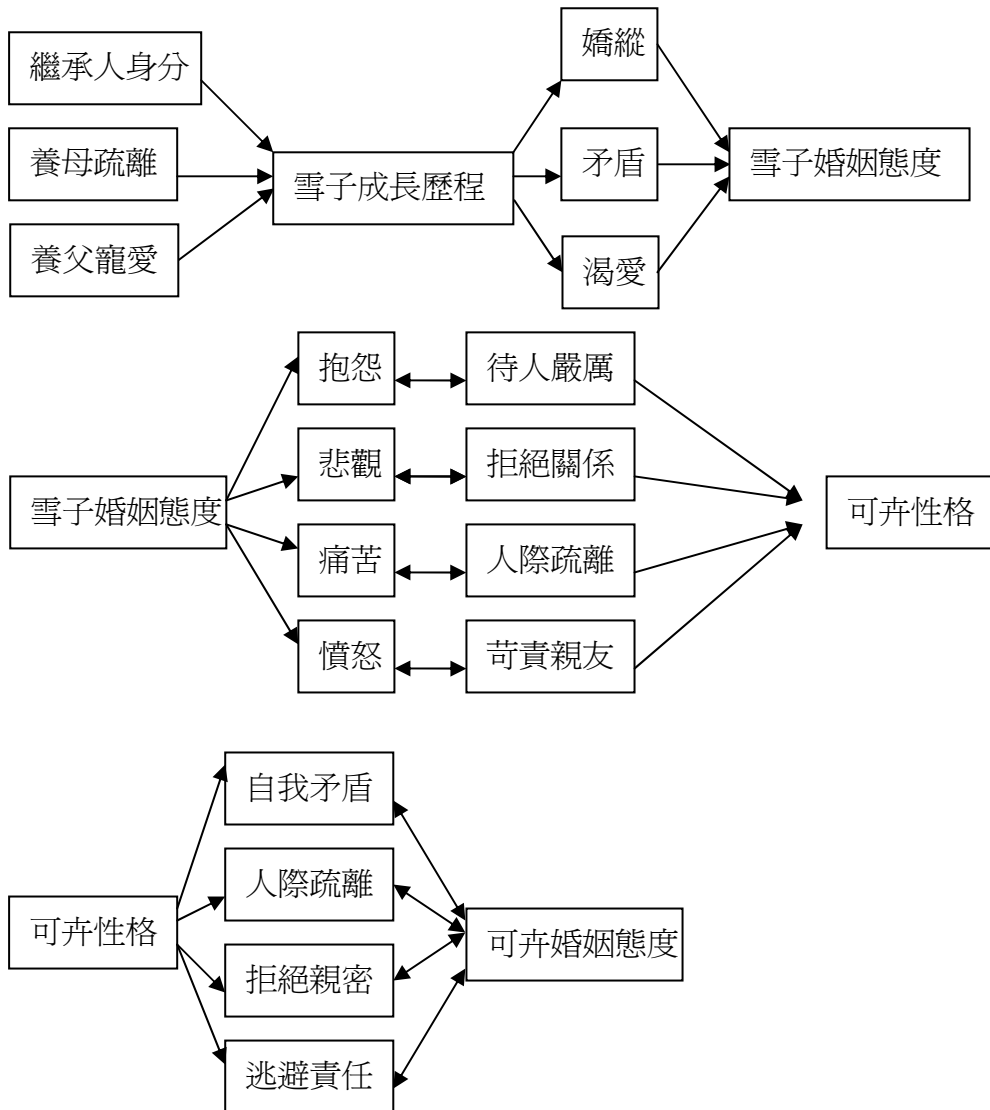 繼承人身分
養母疏離
養父寵愛
雪子成長歷程
嬌縱
矛盾
渴愛
雪子婚姻態度
雪子婚姻態度
抱怨
悲觀
痛苦
憤怒
待人嚴厲
拒絕關係
人際疏離
苛責親友
可卉性格
可卉性格
自我矛盾
人際疏離
拒絕親密
逃避責任
可卉婚姻態度